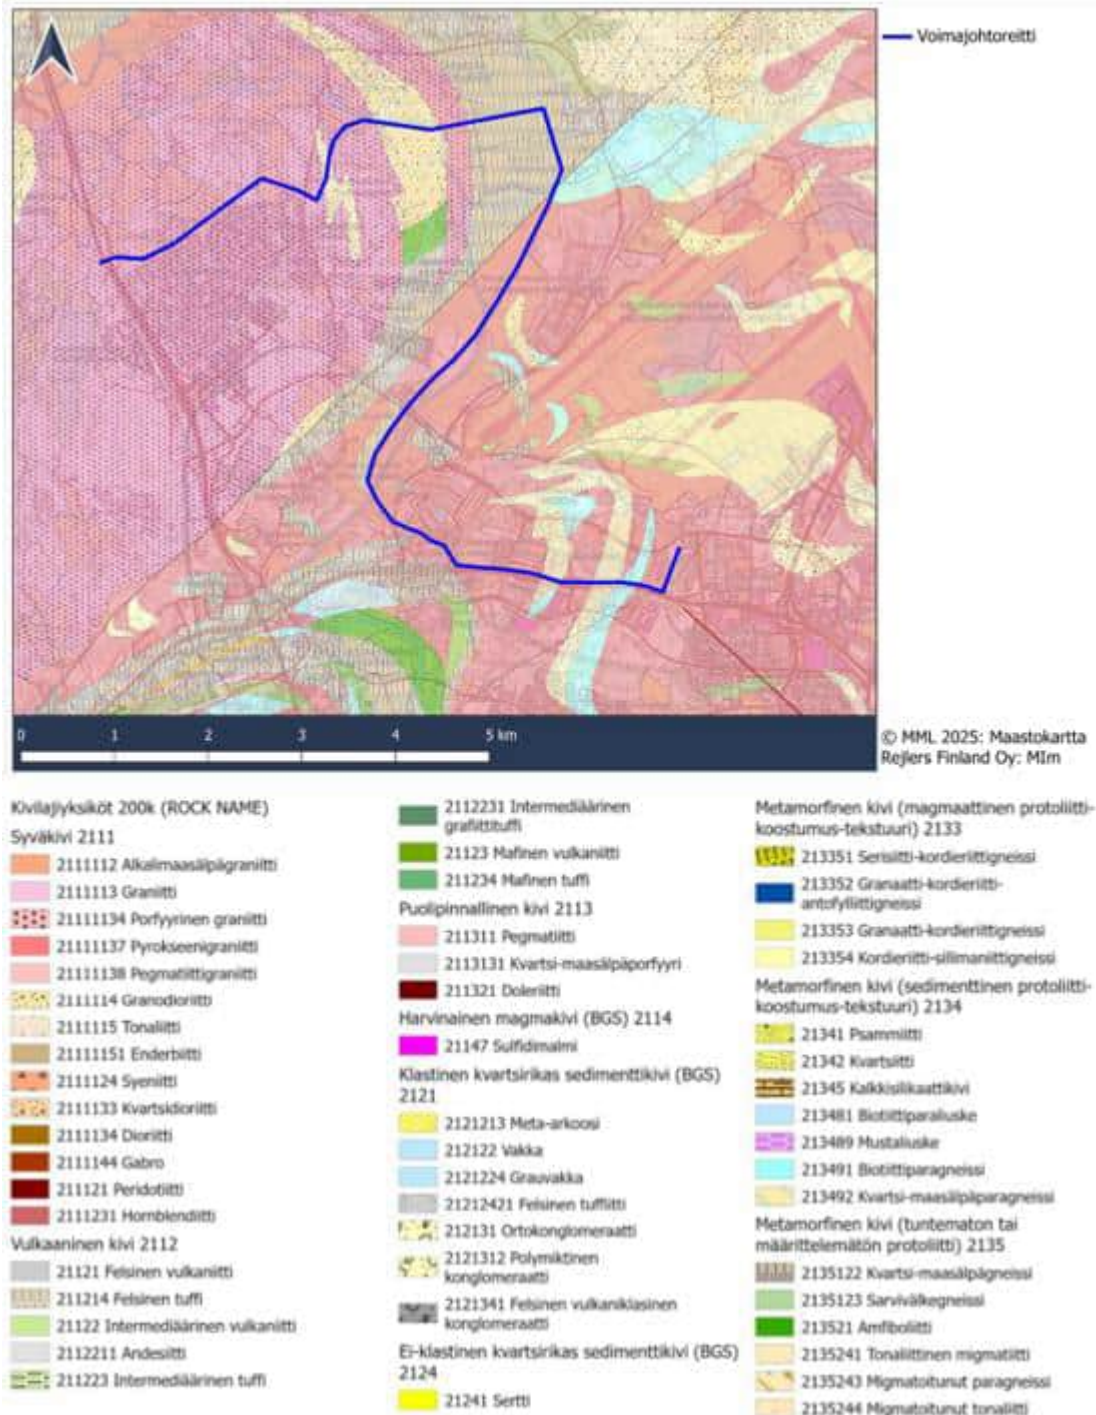 Voimajohtoreitti
0 1 2 3 4 5 km
© MML 2025: Maastokartta
Rejlers Finland Oy: MIm
Kivilajiyksiköt 200k (ROCK NAME)
Syväkivi 2111
2111112 Alkalimaasälpägraniitti
2111113 Graniitti
21111134 Porfyyrinen graniitti
21111137 Pyrokseenigraniitti
21111138 Pegmatiittigraniitti
2111114 Granodioriitti
2111115 Tonaliitti
21111151 Enderbiitti
2111124 Syeniitti
2111133 Kvartsidioriitti
2111134 Dioriitti
2111144 Gabro
211121 Peridotiitti
2111231 Hornblendiitti
Vulkaaninen kivi 2112
21121 Felsinen vulkaniitti
211214 Felsinen tuffi
21122 Intermediäärinen vulkaniitti
2112211 Andesiitti
211223 Intermediäärinen tuffi
2112231 Intermediäärinen
grafiittituffi
21123 Mafinen vulkaniitti
211234 Mafinen tuffi
Puolipinnallinen kivi 2113
211311 Pegmatiitti
2113131 Kvartsi-maasälpäporfyyri
211321 Doleriitti
Harvinainen magmakivi (BGS) 2114
21147 Sulfidimalmi
Klastinen kvartsirikas sedimenttikivi (BGS)
2121
2121213 Meta-arkoosi
212122 Vakka
2121224 Grauvakka
21212421 Felsinen tuffiitti
212131 Ortokonglomeraatti
2121312 Polymiktinen
konglomeraatti
2121341 Felsinen vulkaniklasinen
konglomeraatti
Ei-klastinen kvartsirikas sedimenttikivi (BGS)
2124
21241 Sertti
Metamorfinen kivi (magmaattinen protoliitti-
koostumus-tekstuuri) 2133
213351 Serisiitti-kordieriittigneissi
213352 Granaatti-kordieriitti-
antofylliittigneissi
213353 Granaatti-kordieriittigneissi
213354 Kordieriitti-sillimaniittigneissi
Metamorfinen kivi (sedimenttinen protoliitti-
koostumus-tekstuuri) 2134
21341 Psammiitti
21342 Kvartsiitti
21345 Kalkkisilikaattikivi
213481 Biotiittiparaliuske
213489 Mustaliuske
213491 Biotiittiparagneissi
213492 Kvartsi-maasälpäparagneissi
Metamorfinen kivi (tuntematon tai
määrittelemätön protoliitti) 2135
2135122 Kvartsi-maasälpägneissi
2135123 Sarvivälkegneissi
213521 Amfiboliitti
2135241 Tonaliittinen migmatiitti
2135243 Migmatoitunut paragneissi
2135244 Migmatoitunut tonaliitti